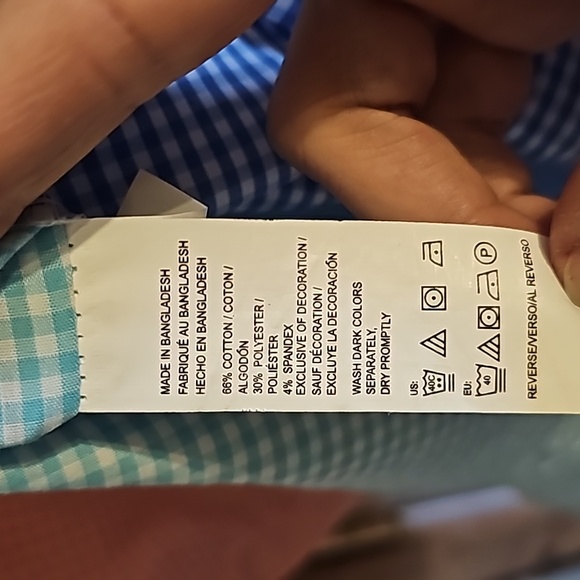 MADE IN BANGLADESH
FABRIQUÉ AU BANGLADESH
HECHO EN BANGLADESH
66% COTTON / COTON /
ALGODÓN
30% POLYESTER /
POLIÉSTER
4% SPANDEX
EXCLUSIVE OF DECORATION /
SAUF DÉCORATION /
EXCLUYE LA DECORACIÓN
WASH DARK COLORS
SEPARATELY,
DRY PROMPTLY
US:
40C
EU:
40 P
REVERSE/VERSO/AL REVERSO